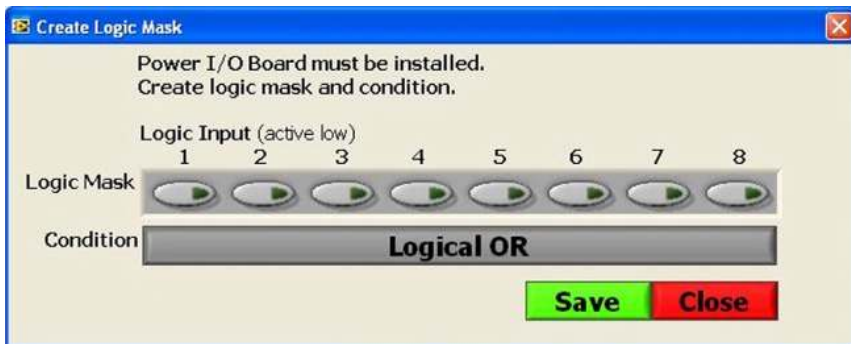 Create Logic Mask
Power I/O Board must be installed.
Create logic mask and condition.
Logic Input (active low)
1 2 3 4 5 6 7 8
Logic Mask
Condition Logical OR
Save Close